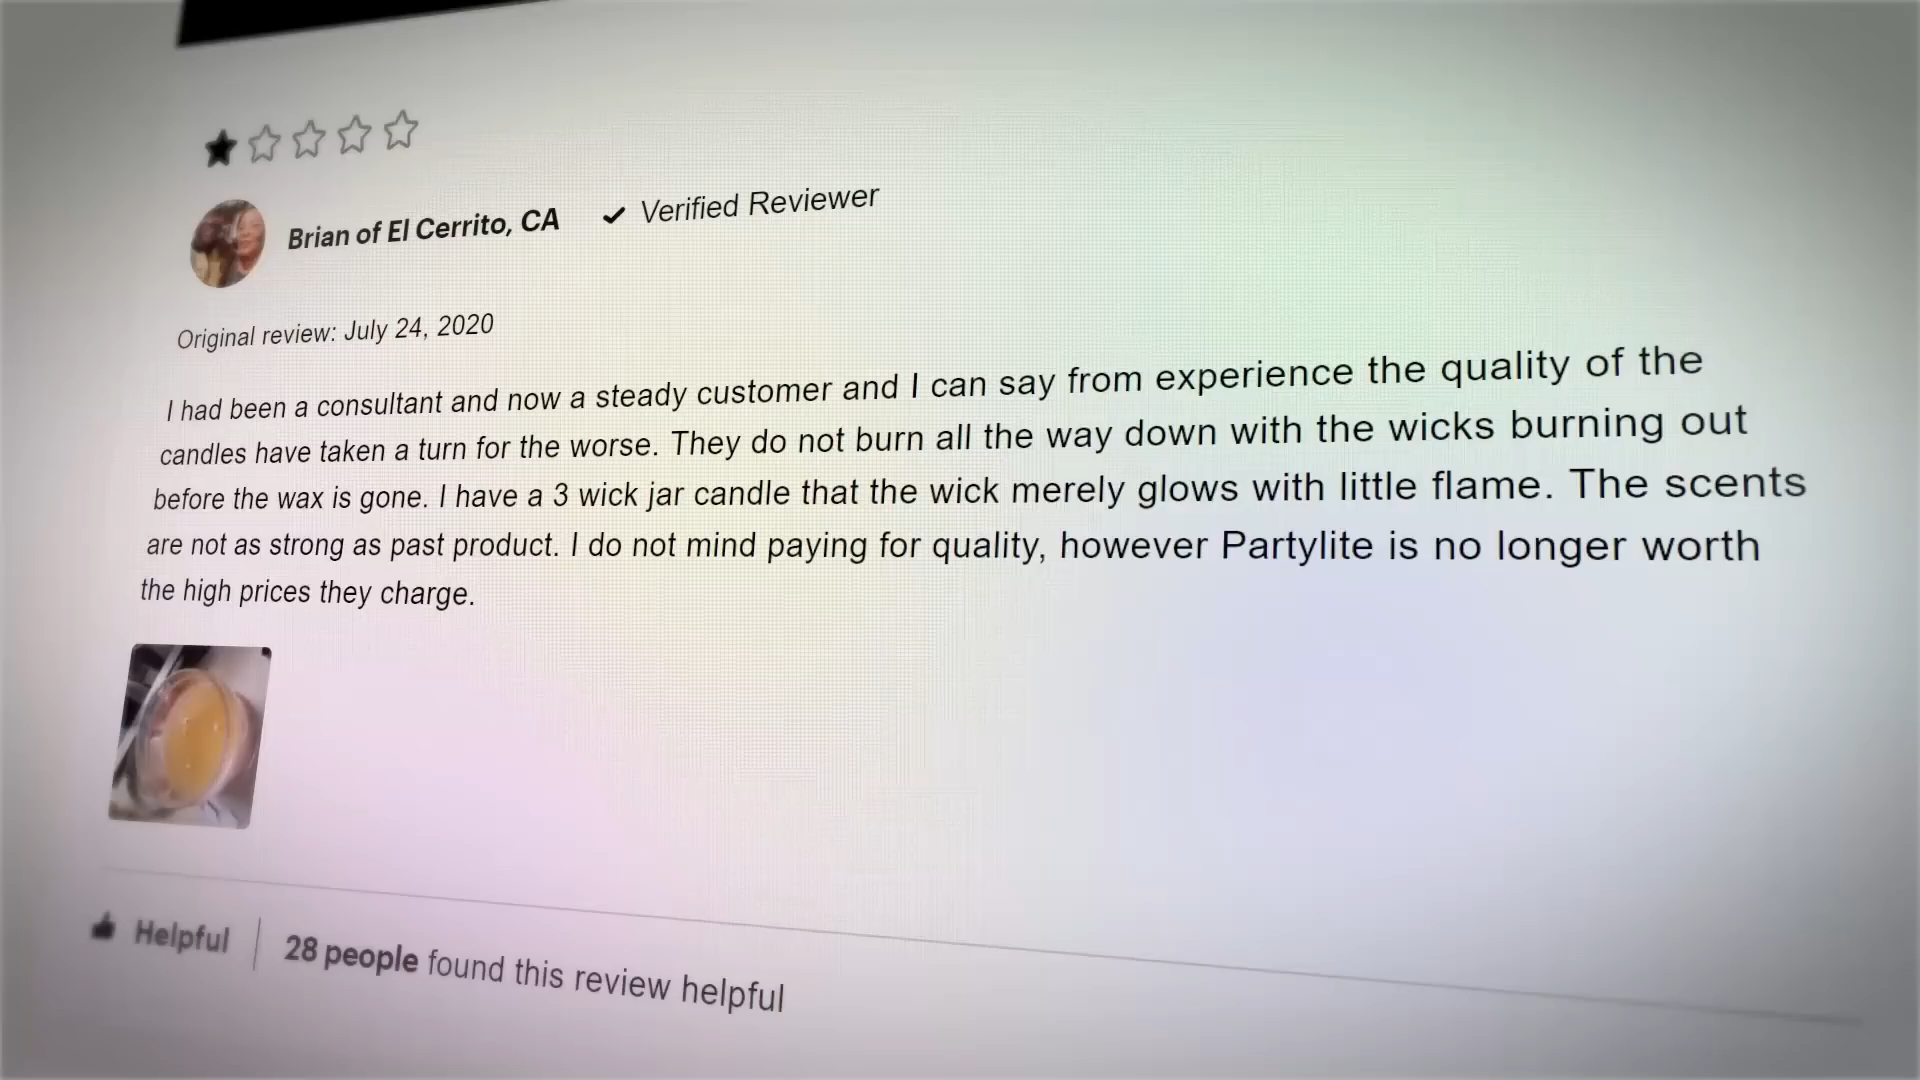 Brian of El Cerrito, CA Verified Reviewer
Original review: July 24, 2020
I had been a consultant and now a steady customer and I can say from experience the quality of the
candles have taken a turn for the worse. They do not burn all the way down with the wicks burning out
before the wax is gone. I have a 3 wick jar candle that the wick merely glows with little flame. The scents
are not as strong as past product. I do not mind paying for quality, however Partylite is no longer worth
the high prices they charge.
Helpful 28 people found this review helpful